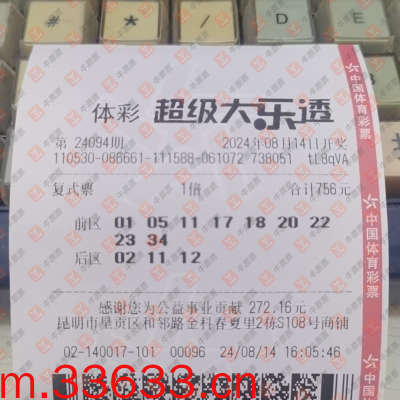 * / D E
体彩 超级大乐透
第 24094期 2024年08月14日开奖
110530-086661-111588-061072 738051 tL8qVA
复式票 1倍 合计756元
前区 01 05 11 17 18 20 22
23 34
后区 02 11 12
感谢您为公益事业贡献 272.16元
昆明市呈贡区和邻路金科春夏里2栋S108号商铺
02-140017-101 00096 24/08/14 16:05:46
中国体育彩票
中国体育彩票
m.33633.cn